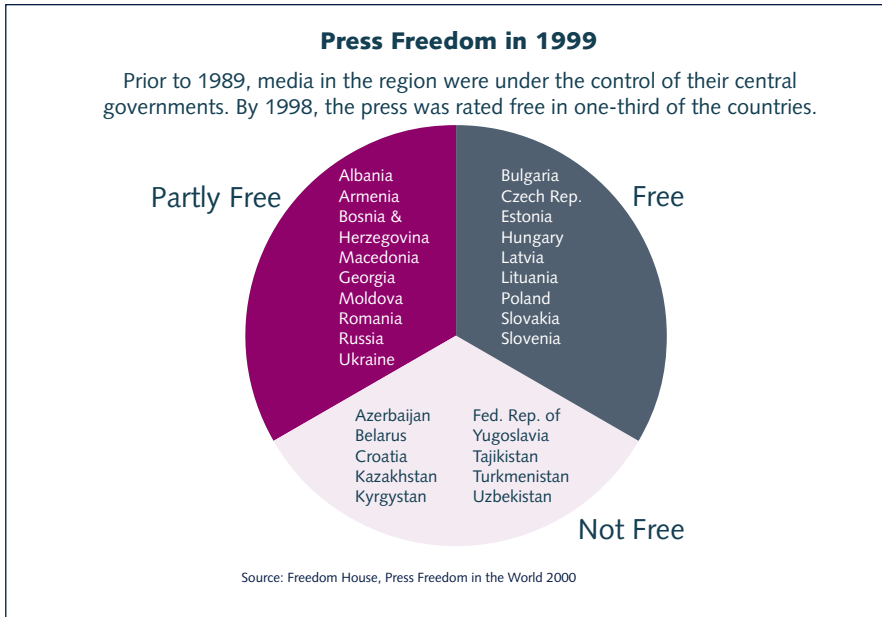 Press Freedom in 1999
Prior to 1989, media in the region were under the control of their central
governments. By 1998, the press was rated free in one-third of the countries.
Partly Free
Albania
Armenia
Bosnia &
Herzegovina
Macedonia
Georgia
Moldova
Romania
Russia
Ukraine
Bulgaria
Czech Rep.
Estonia
Hungary
Latvia
Lituania
Poland
Slovakia
Slovenia
Free
Azerbaijan
Belarus
Croatia
Kazakhstan
Kyrgystan
Fed. Rep. of
Yugoslavia
Tajikistan
Turkmenistan
Uzbekistan
Not Free
Source: Freedom House, Press Freedom in the World 2000